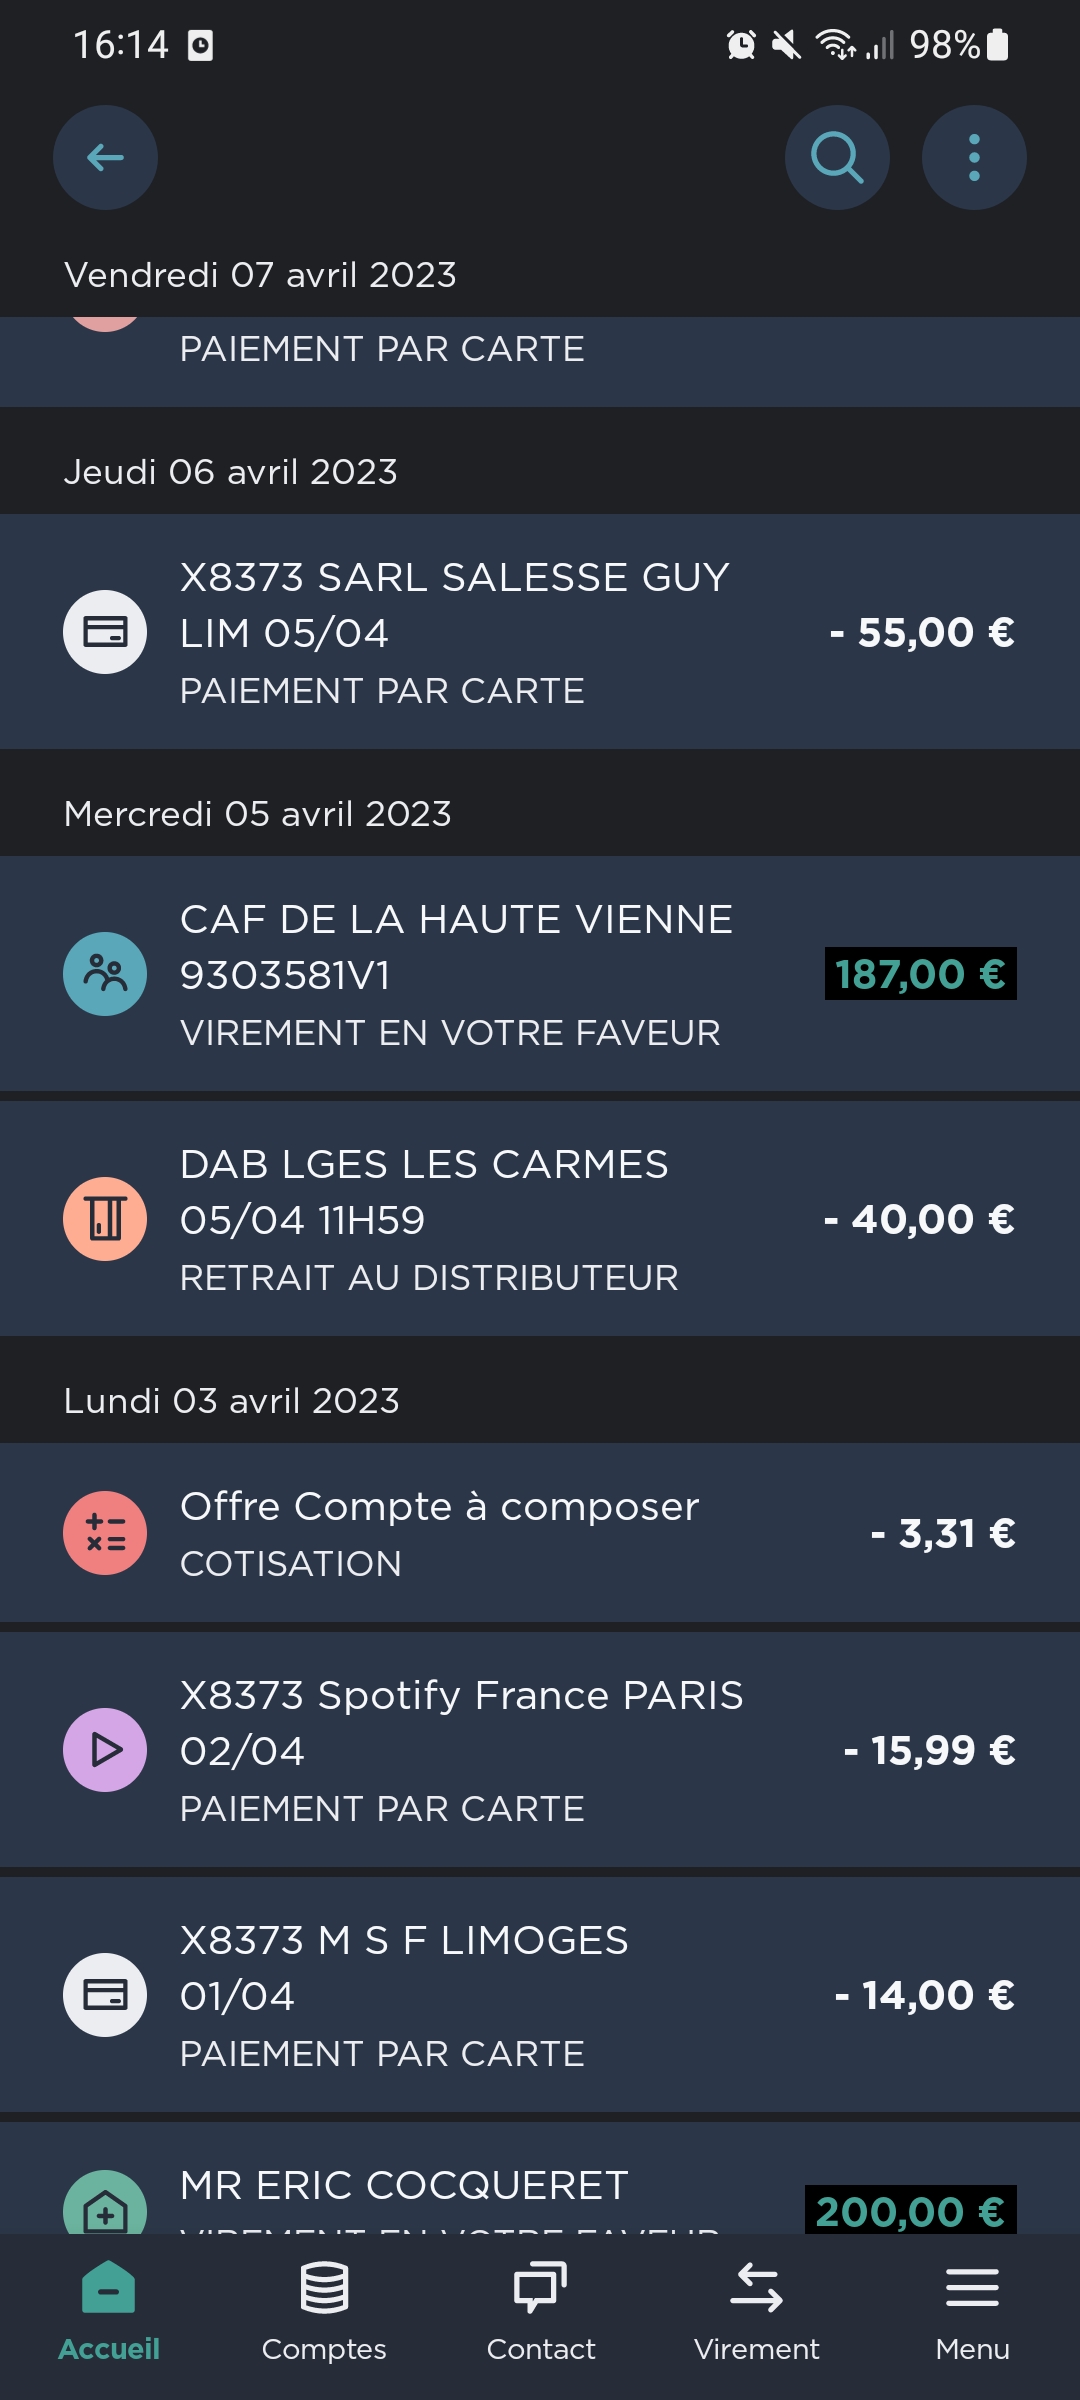 16:14
98%
Vendredi 07 avril 2023
PAIEMENT PAR CARTE
Jeudi 06 avril 2023
X8373 SARL SALESSE GUY
LIM 05/04
- 55,00 €
PAIEMENT PAR CARTE
Mercredi 05 avril 2023
CAF DE LA HAUTE VIENNE
9303581V1
187,00 €
VIREMENT EN VOTRE FAVEUR
DAB LGES LES CARMES
05/04 11H59
- 40,00 €
RETRAIT AU DISTRIBUTEUR
Lundi 03 avril 2023
Offre Compte à composer
- 3,31 €
COTISATION
X8373 Spotify France PARIS
02/04
- 15,99 €
PAIEMENT PAR CARTE
X8373 M S F LIMOGES
01/04
- 14,00 €
PAIEMENT PAR CARTE
MR ERIC COCQUERET
200,00 €
VIREMENT EN VOTRE FAVEUR
Accueil
Comptes
Contact
Virement
Menu